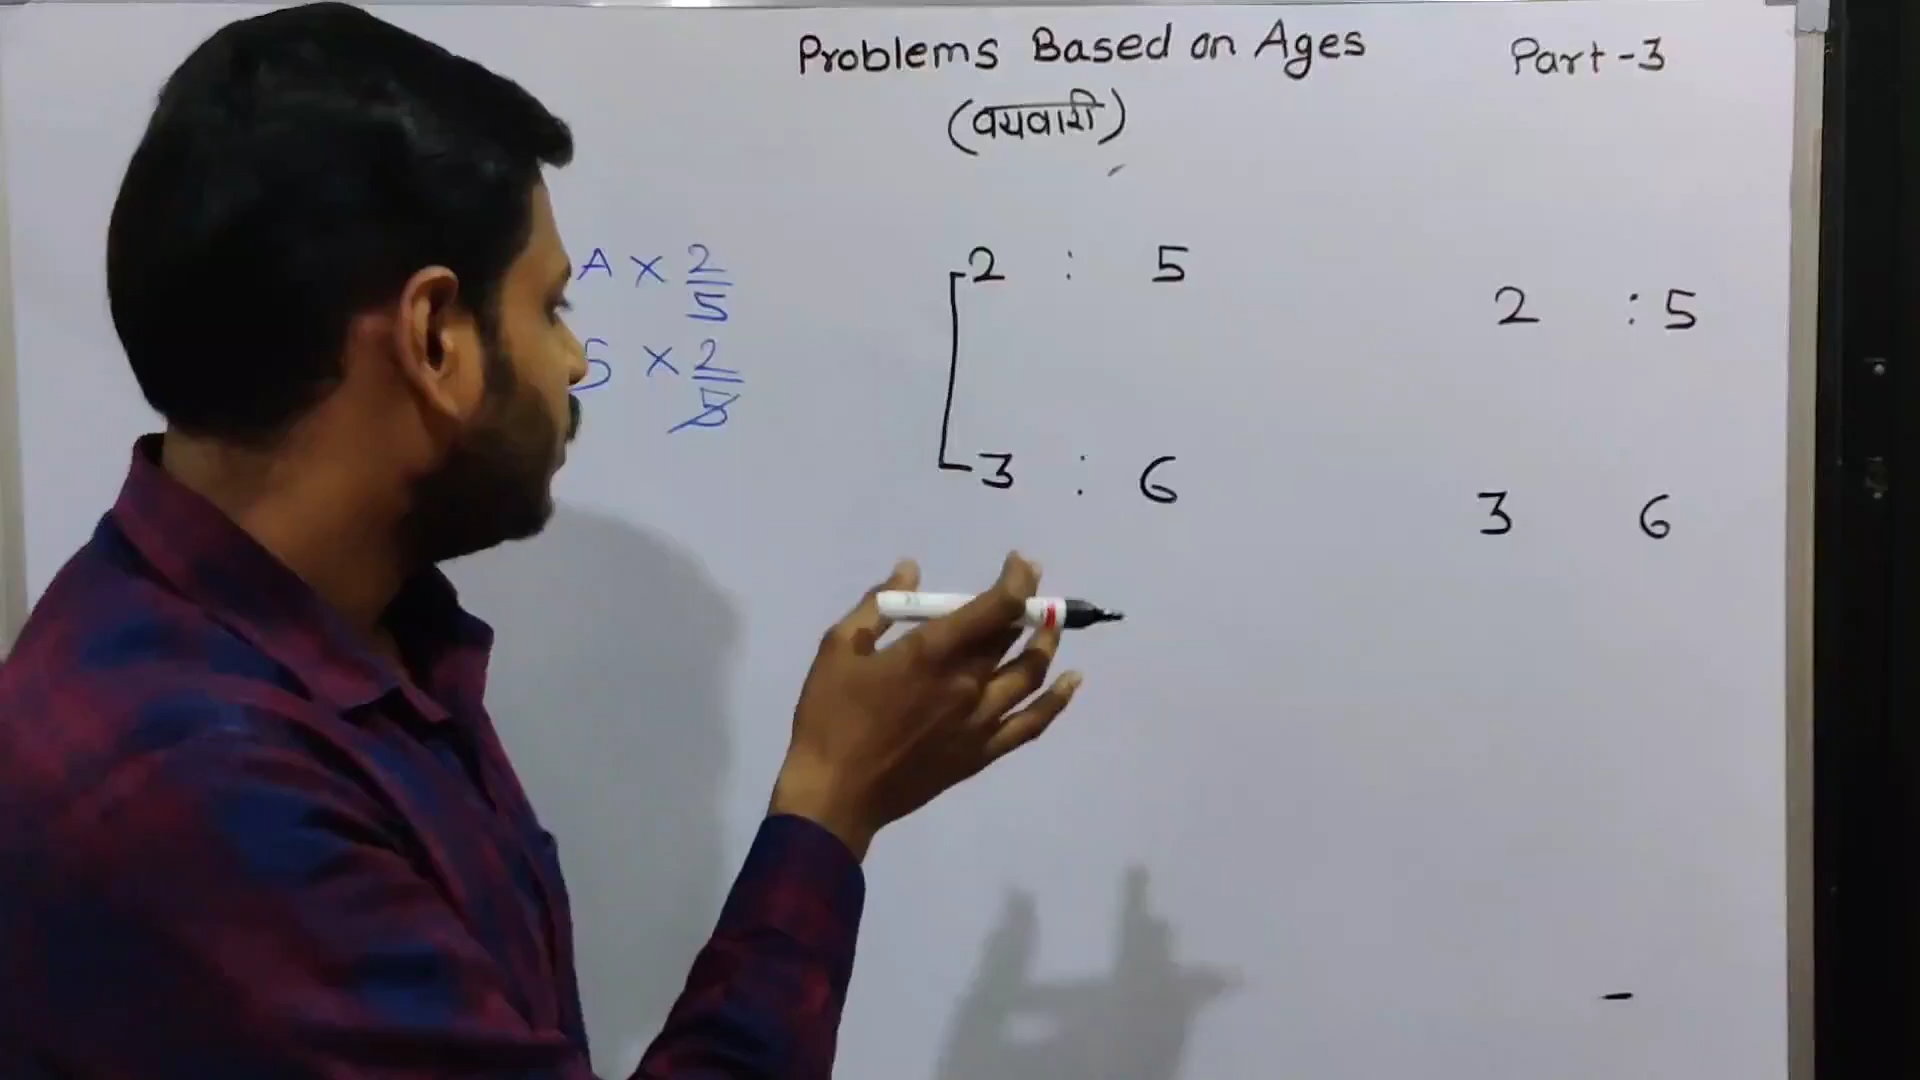 Problems Based on Ages Part-3
(वयवारी)
A × 2/5
5 × 2/5
2 : 5
3 : 6
2 : 5
3 6
-